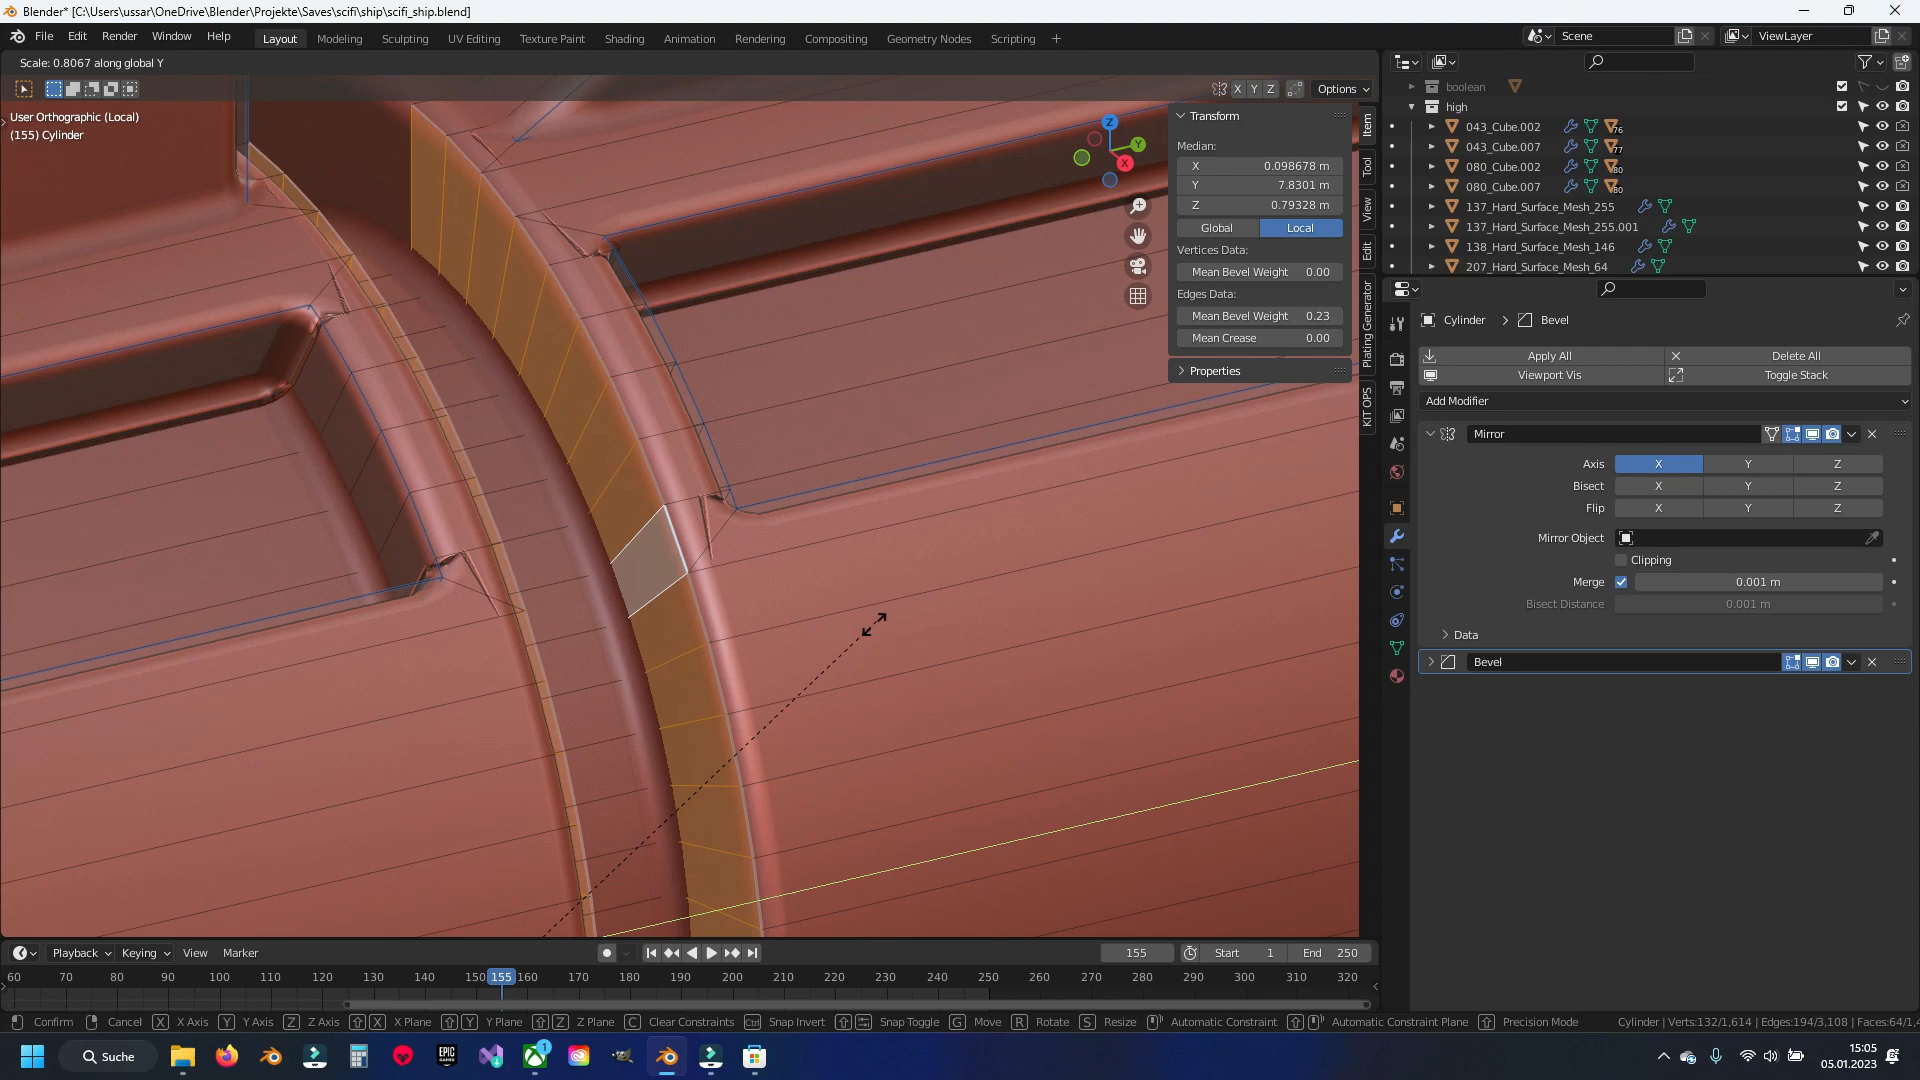 Blender* [C:\Users\ussar\OneDrive\Blender\Projekte\Saves\scifi\ship\scifi_ship.blend]
File Edit Render Window Help Layout Modeling Sculpting UV Editing Texture Paint Shading Animation Rendering Compositing Geometry Nodes Scripting + Scene ViewLayer
Scale: 0.8067 along global Y
X Y Z Options
User Orthographic (Local)
(155) Cylinder
Z
Y
X
Transform
Median:
X 0.098678 m
Y 7.8301 m
Z 0.79328 m
Global Local
Vertices Data:
Mean Bevel Weight 0.00
Edges Data:
Mean Bevel Weight 0.23
Mean Crease 0.00
Properties
Item
Tool
View
Edit
Plating Generator
KIT OPS
boolean
high
043_Cube.002 76
043_Cube.007 77
080_Cube.002 80
080_Cube.007 80
137_Hard_Surface_Mesh_255
137_Hard_Surface_Mesh_255.001
138_Hard_Surface_Mesh_146
207_Hard_Surface_Mesh_64
Cylinder > Bevel
Apply All Delete All
Viewport Vis Toggle Stack
Add Modifier
Mirror
Axis X Y Z
Bisect X Y Z
Flip X Y Z
Mirror Object
Clipping
Merge 0.001 m
Bisect Distance 0.001 m
Data
Bevel
Playback Keying View Marker 155 Start 1 End 250
60 70 80 90 100 110 120 130 140 150 155 160 170 180 190 200 210 220 230 240 250 260 270 280 290 300 310 320
Confirm Cancel X X Axis Y Y Axis Z Z Axis X X Plane Y Y Plane Z Z Plane C Clear Constraints Ctrl Snap Invert Snap Toggle G Move R Rotate S Resize Automatic Constraint Automatic Constraint Plane Precision Mode Cylinder | Verts:132/1,614 | Edges:194/3,108 | Faces:64/1,4
Suche EPIC GAMES 1 15:05
05.01.2023